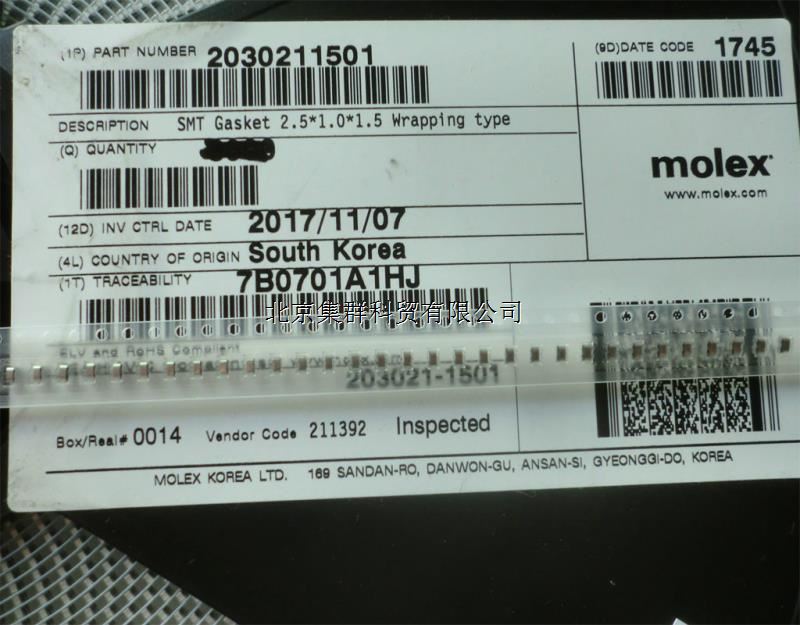 (1P) PART NUMBER 2030211501
(9D)DATE CODE 1745
DESCRIPTION SMT Gasket 2.5*1.0*1.5 Wrapping type
(Q) QUANTITY
molex
www.molex.com
(12D) INV CTRL DATE 2017/11/07
(4L) COUNTRY OF ORIGIN South Korea
(1T) TRACEABILITY 7B0701A1HJ
北京集群科贸有限公司
ELV and RoHS Compliant
203021-1501
Box/Real# 0014 Vendor Code 211392 Inspected
MOLEX KOREA LTD. 169 SANDAN-RO, DANWON-GU, ANSAN-SI, GYEONGGI-DO, KOREA